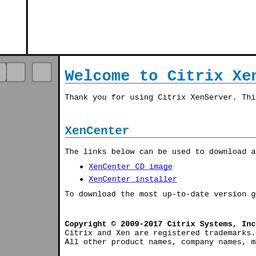 Welcome to Citrix Xen
Thank you for using Citrix XenServer. Thi
XenCenter
The links below can be used to download a
XenCenter CD image
XenCenter installer
To download the most up-to-date version g
Copyright © 2009-2017 Citrix Systems, Inc
Citrix and Xen are registered trademarks.
All other product names, company names, m